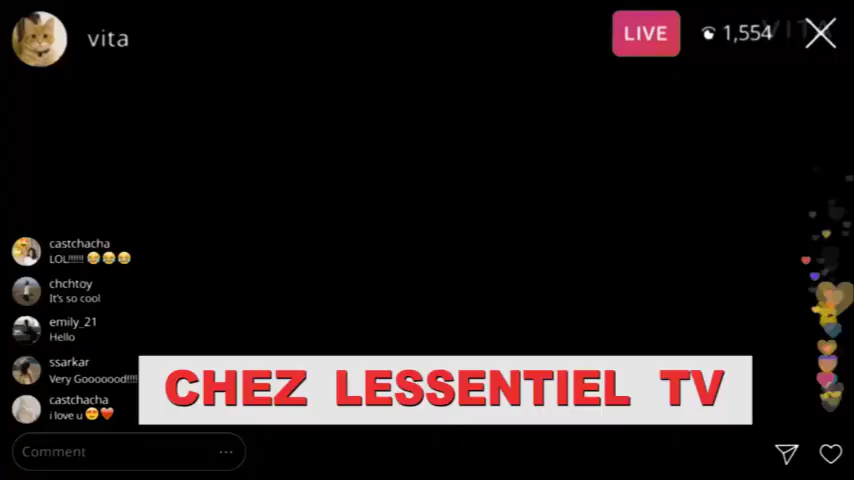 vita
LIVE
1,554
VITA
castchacha
LOL!!!!!! 😂😂😂
chchtoy
It's so cool
emily_21
Hello
ssarkar
Very Gooooood!!!!
castchacha
i love u 😍❤️
CHEZ LESSENTIEL TV
Comment ...